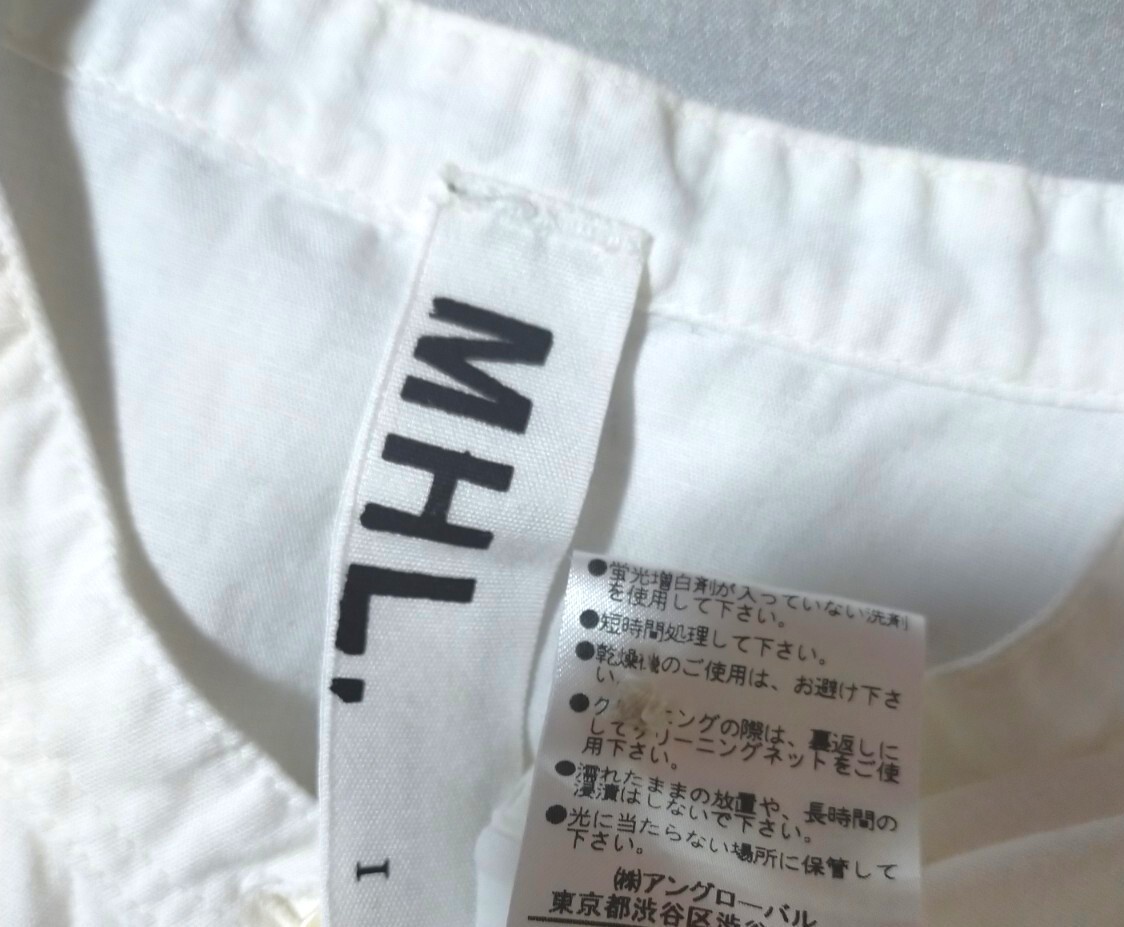 MHL.
I
●蛍光増白剤が入っていない洗剤
を使用して下さい。
●短時間処理して下さい。
●乾燥機のご使用は、お避け下さ
い。
●クリーニングの際は、裏返しに
してクリーニングネットをご使
用下さい。
●濡れたままの放置や、長時間の
浸漬はしないで下さい。
●光に当たらない場所に保管して
下さい。
㈱アングローバル
東京都渋谷区渋谷